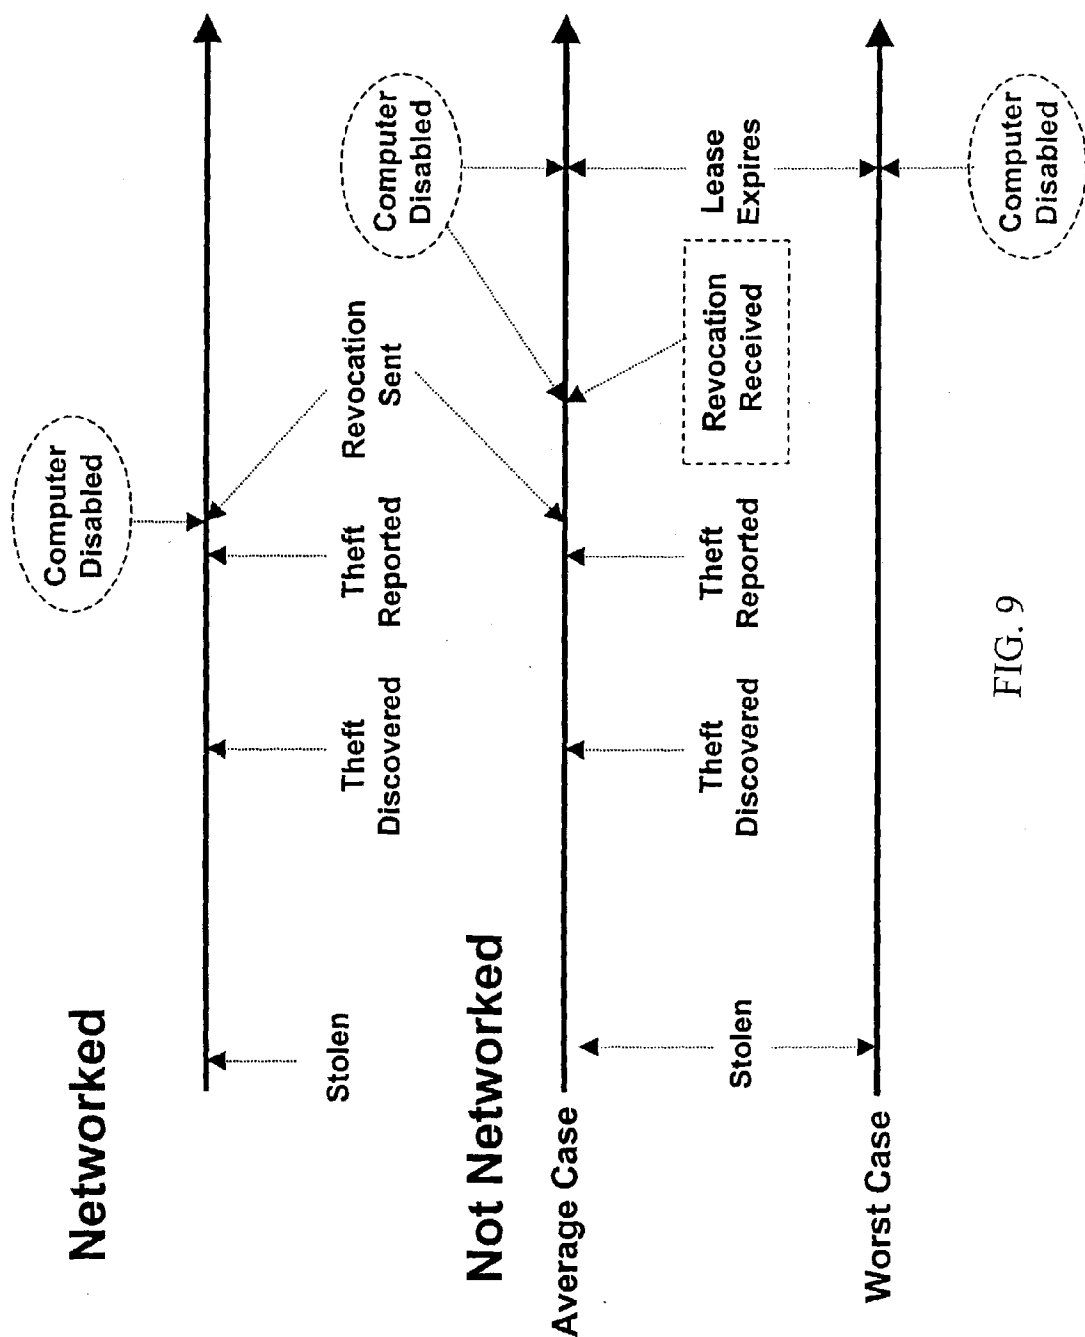 Networked
Computer
Disabled
Stolen
Theft
Discovered
Theft
Reported
Revocation
Sent
Not Networked
Computer
Disabled
Average Case
Stolen
Theft
Discovered
Theft
Reported
Revocation
Received
Lease
Expires
Worst Case
Computer
Disabled
FIG. 9